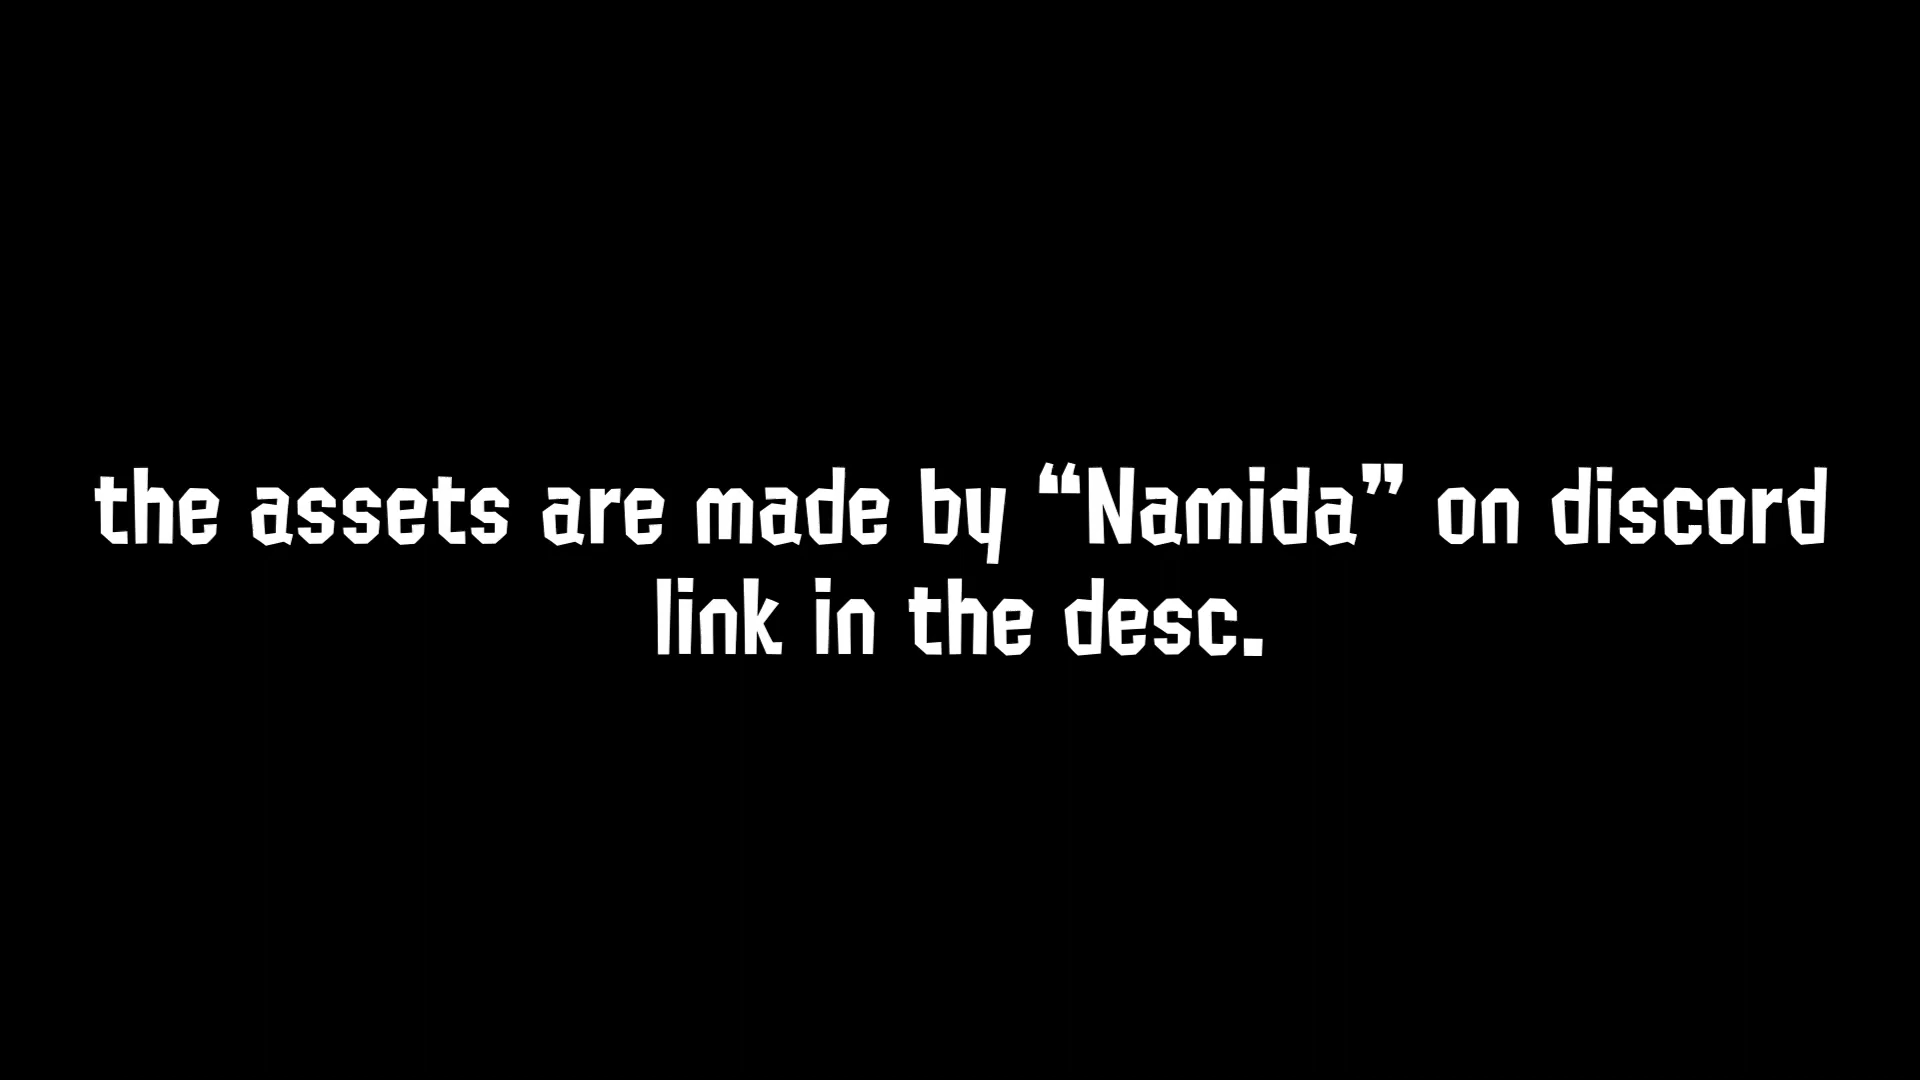 the assets are made by “Namida” on discord
link in the desc.